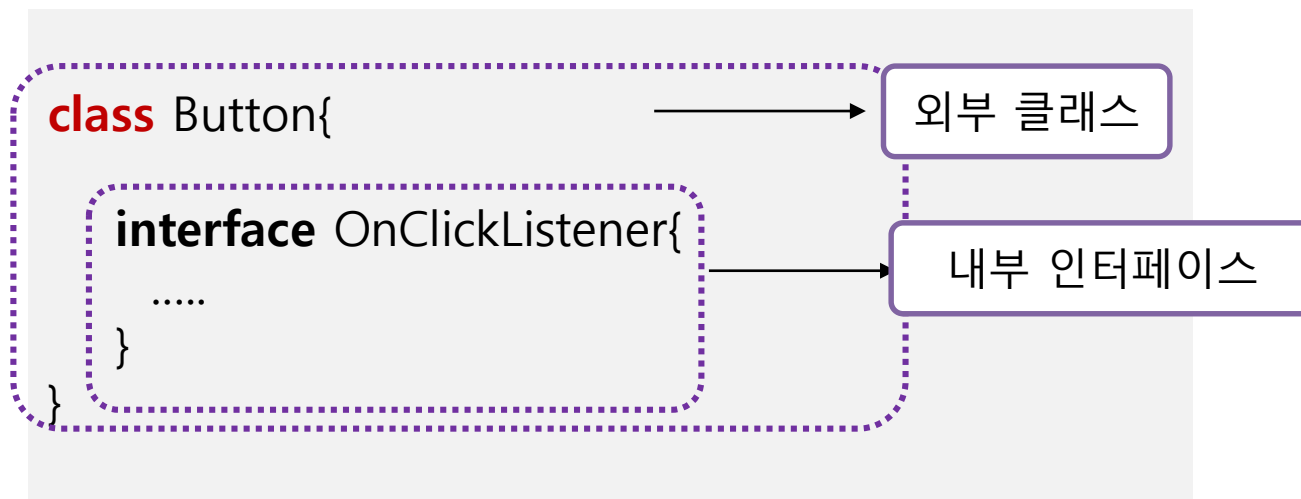 class Button{
외부 클래스
interface OnClickListener{
내부 인터페이스
.....
}
}